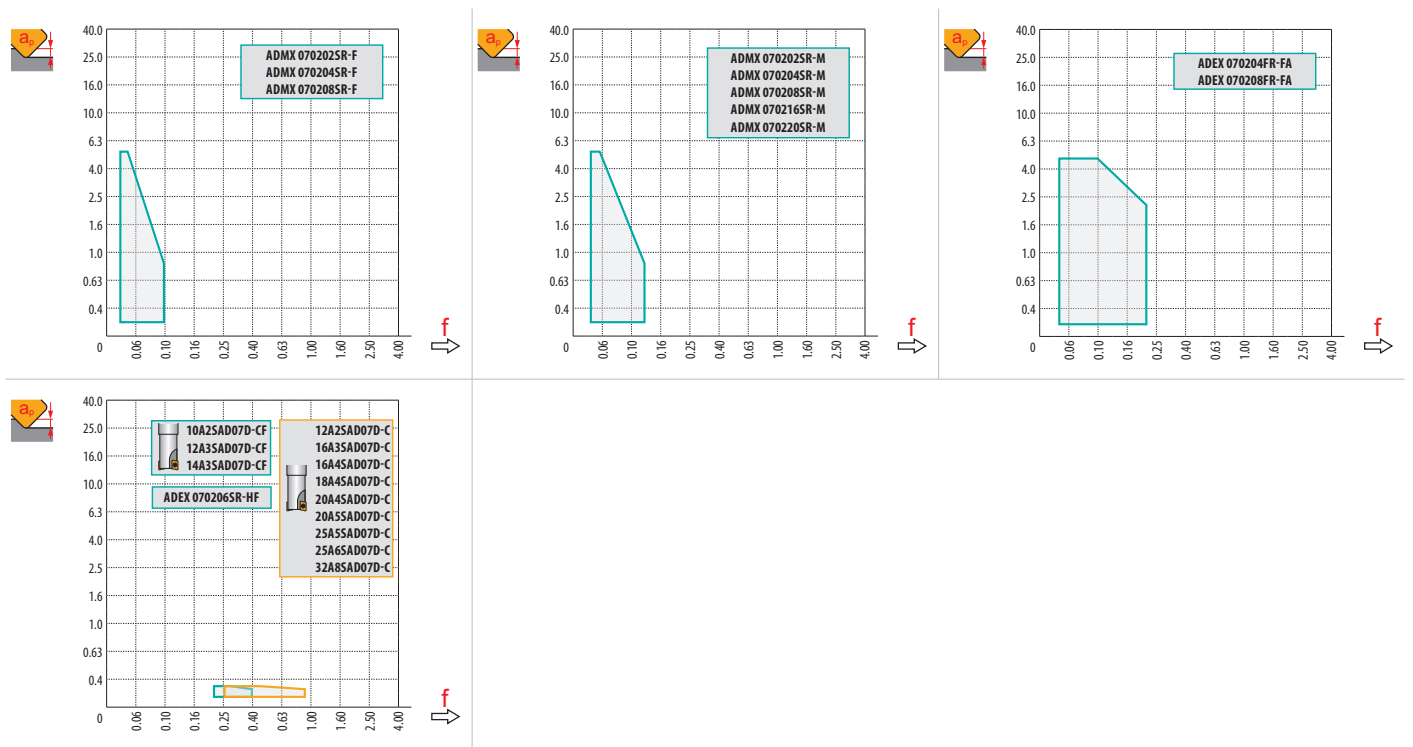 aₚ
40.0
25.0
16.0
10.0
6.3
4.0
2.5
1.6
1.0
0.63
0.4
0
0.06
0.10
0.16
0.25
0.40
0.63
1.00
1.60
2.50
4.00
f
ADMX 070202SR-F
ADMX 070204SR-F
ADMX 070208SR-F
aₚ
40.0
25.0
16.0
10.0
6.3
4.0
2.5
1.6
1.0
0.63
0.4
0
0.06
0.10
0.16
0.25
0.40
0.63
1.00
1.60
2.50
4.00
f
ADMX 070202SR-M
ADMX 070204SR-M
ADMX 070208SR-M
ADMX 070216SR-M
ADMX 070220SR-M
aₚ
40.0
25.0
16.0
10.0
6.3
4.0
2.5
1.6
1.0
0.63
0.4
0
0.06
0.10
0.16
0.25
0.40
0.63
1.00
1.60
2.50
4.00
f
ADEX 070204FR-FA
ADEX 070208FR-FA
aₚ
40.0
25.0
16.0
10.0
6.3
4.0
2.5
1.6
1.0
0.63
0.4
0
0.06
0.10
0.16
0.25
0.40
0.63
1.00
1.60
2.50
4.00
f
10A2SAD07D-CF
12A3SAD07D-CF
14A3SAD07D-CF
ADEX 070206SR-HF
12A2SAD07D-C
16A3SAD07D-C
16A4SAD07D-C
18A4SAD07D-C
20A4SAD07D-C
20A5SAD07D-C
25A5SAD07D-C
25A6SAD07D-C
32A8SAD07D-C